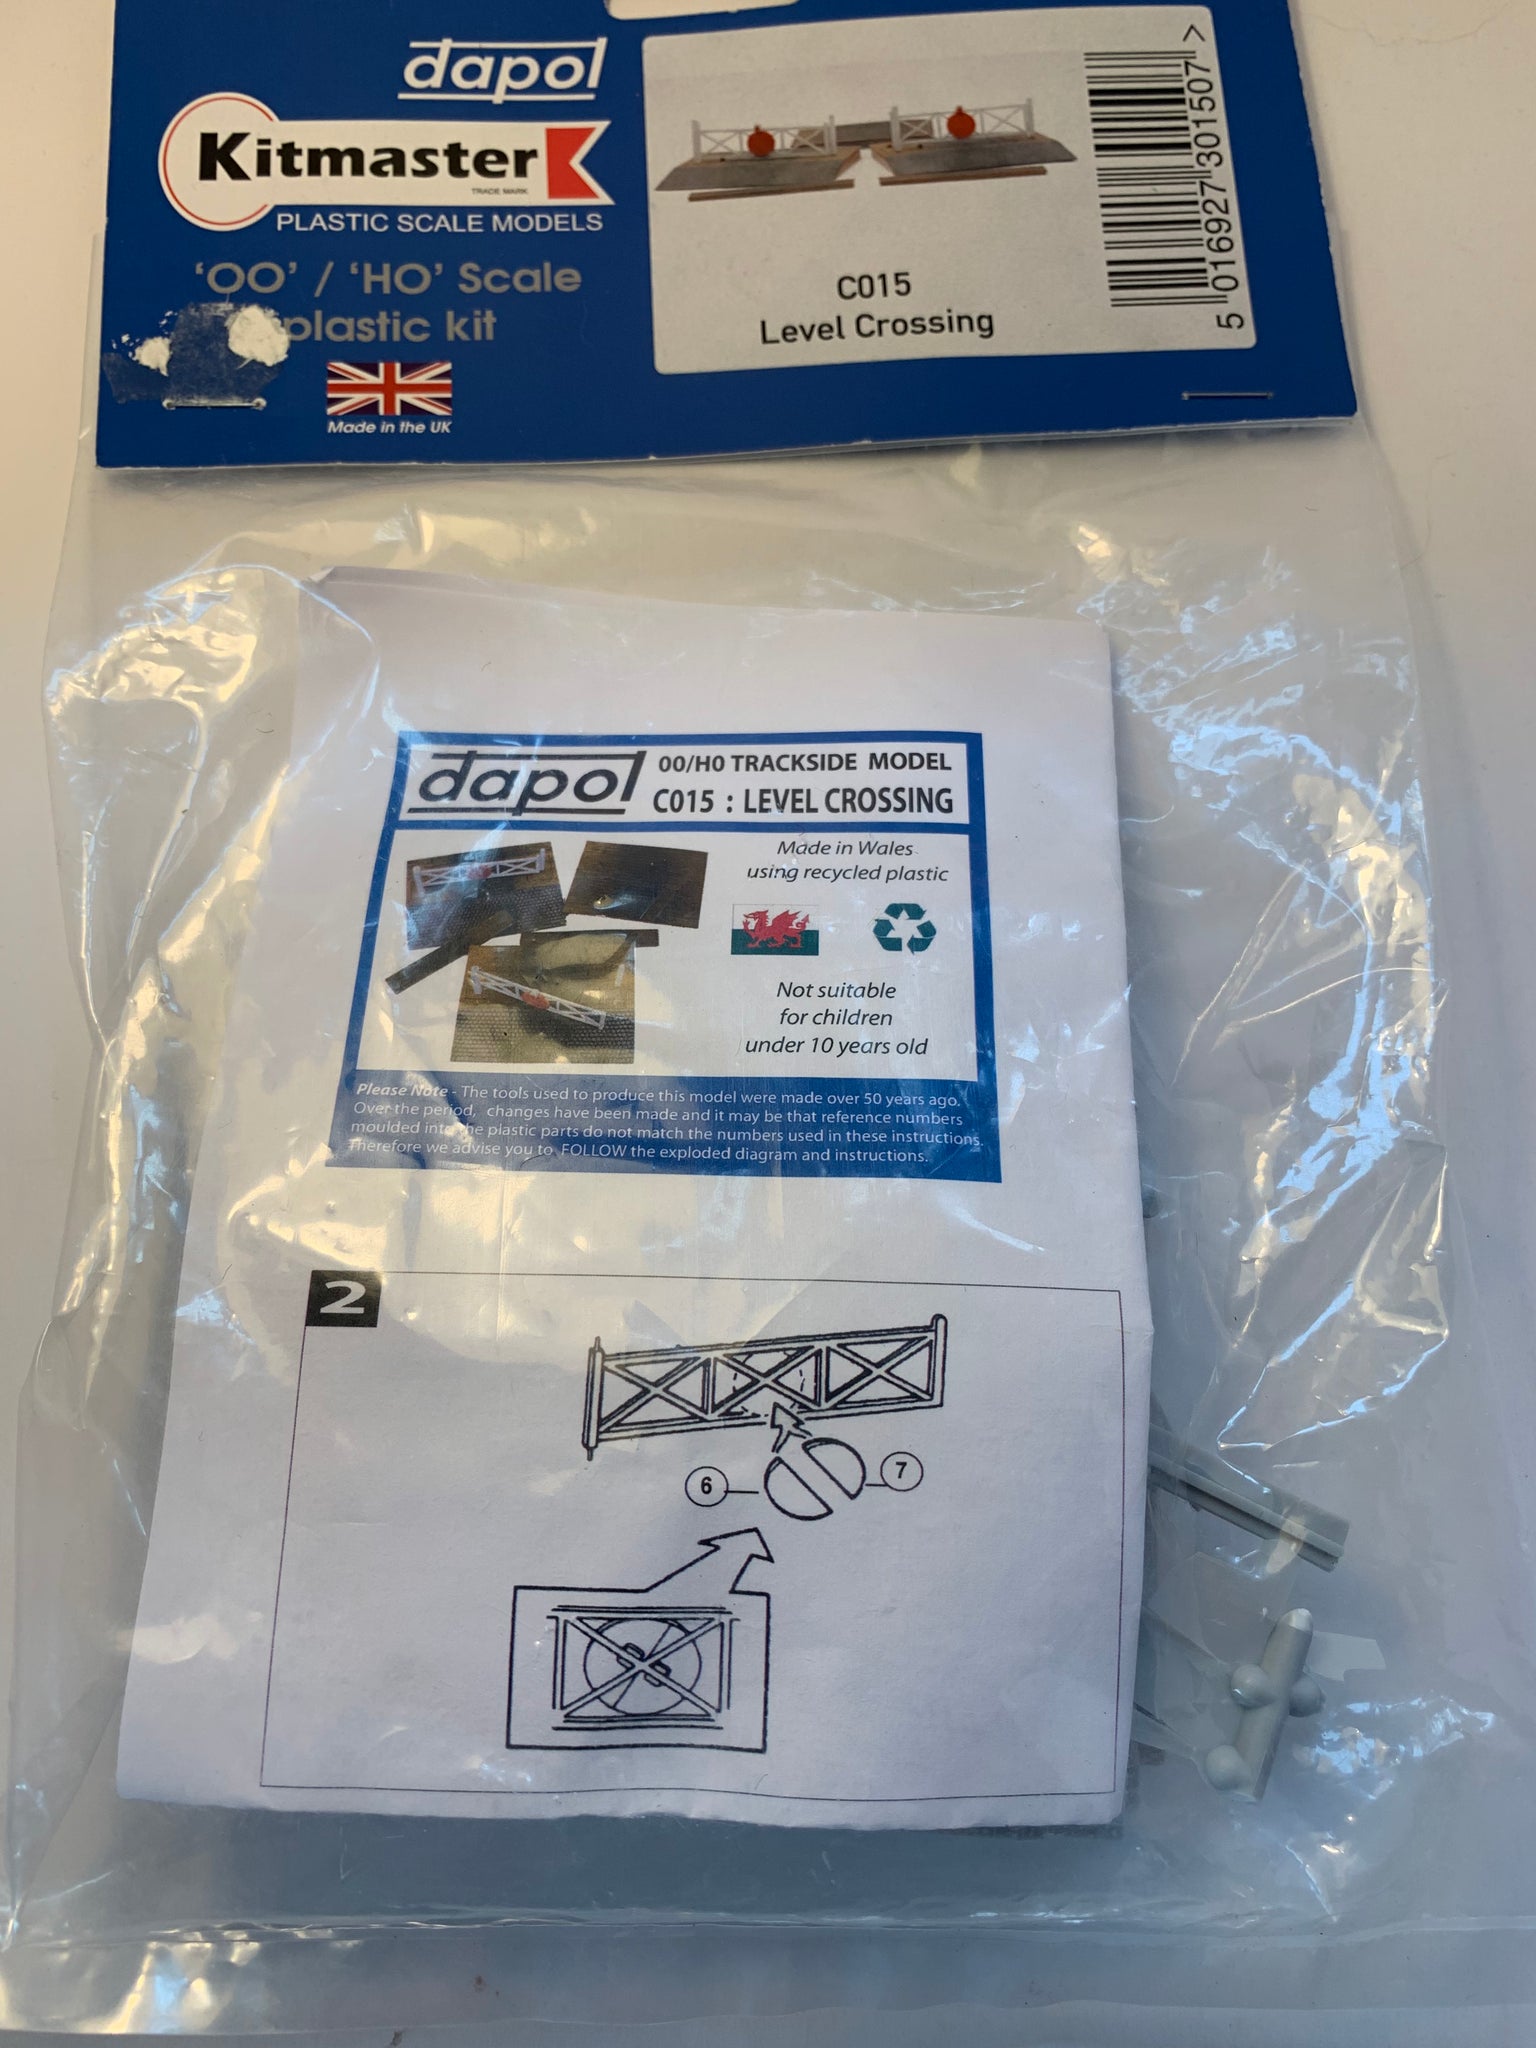 dapol
Kitmaster
TRADE MARK
PLASTIC SCALE MODELS
'OO' / 'HO' Scale
plastic kit
Made in the UK
C015
Level Crossing
5 016927 301507 >
dapol
00/H0 TRACKSIDE MODEL
C015 : LEVEL CROSSING
Made in Wales
using recycled plastic
Not suitable
for children
under 10 years old
Please Note - The tools used to produce this model were made over 50 years ago.
Over the period, changes have been made and it may be that reference numbers
moulded into the plastic parts do not match the numbers used in these instructions.
Therefore we advise you to FOLLOW the exploded diagram and instructions.
2
6
7